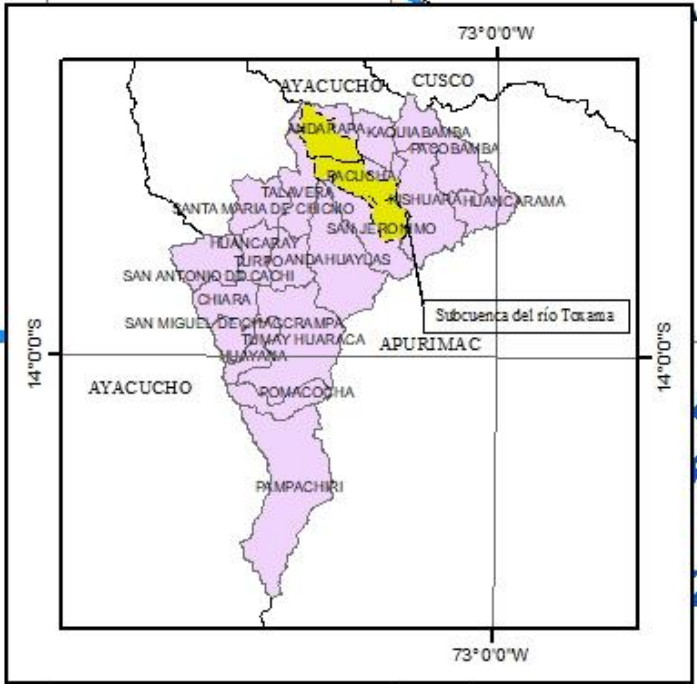 73°0'0"W
AYACUCHO
CUSCO
ANDARAPA
KAQUIABAMBA
PACOBAMBA
PACUCHA
TALAVERA
KISHUARA
HUANCARAMA
SANTA MARIA DE CHICMO
SAN JERONIMO
HUANCARAY
TURPO
ANDAHUAYLAS
SAN ANTONIO DE CACHI
CHIARA
Subcuenca del río Toxama
SAN MIGUEL DE CHACCRAMPA
TUMAY HUARACA
APURIMAC
14°0'0"S
14°0'0"S
HUAYANA
AYACUCHO
POMACOCHA
PAMPACHIRI
73°0'0"W